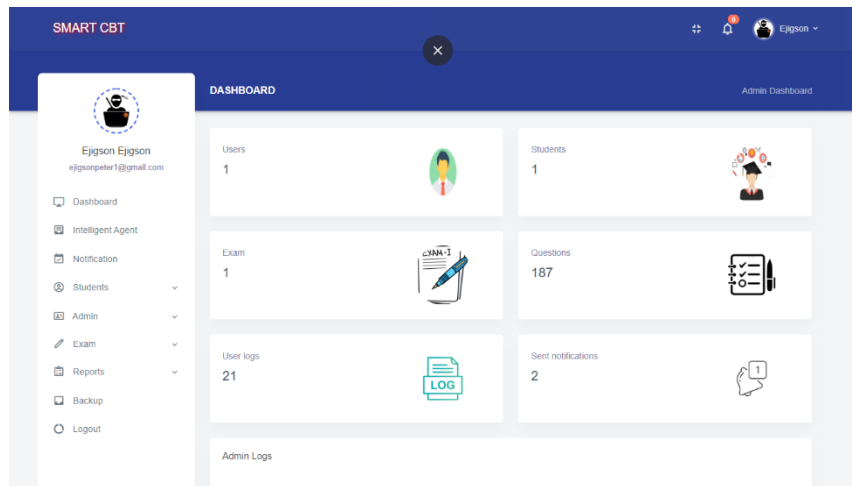 SMART CBT
0
Ejigson
DASHBOARD
Admin Dashboard
Ejigson Ejigson
ejigsonpeter1@gmail.com
Dashboard
Intelligent Agent
Notification
Students
Admin
Exam
Reports
Backup
Logout
Users
1
Students
1
Exam
1
EXAM-I
Questions
187
User logs
21
LOG
Sent notifications
2
1
Admin Logs